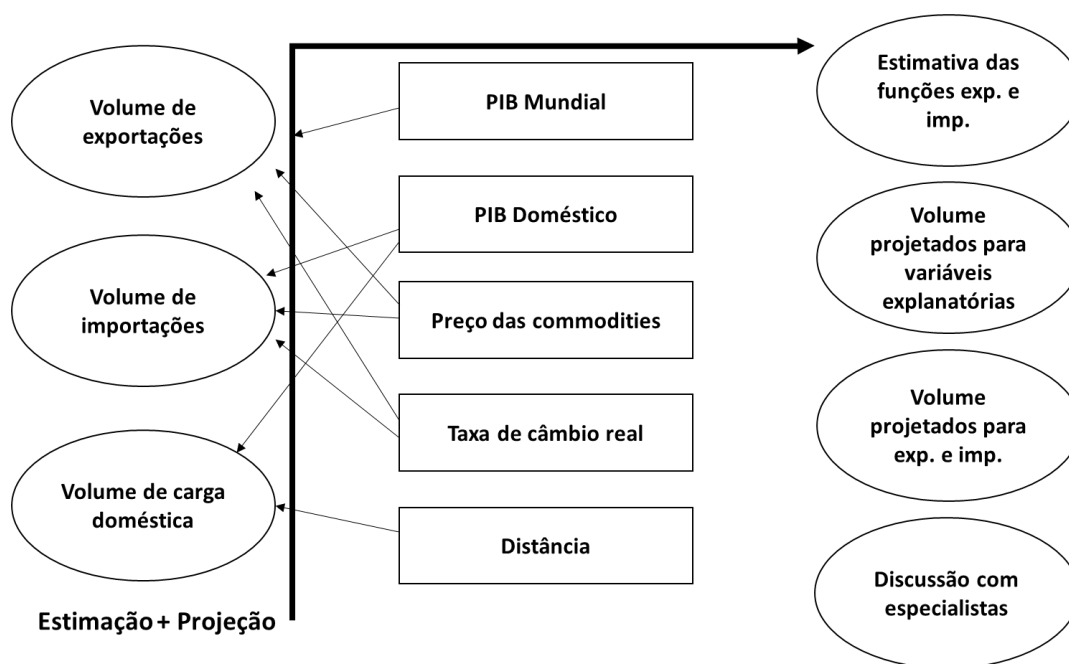 Volume de
exportações
Volume de
importações
Volume de carga
doméstica
Estimação + Projeção
PIB Mundial
PIB Doméstico
Preço das commodities
Taxa de câmbio real
Distância
Estimativa das
funções exp. e
imp.
Volume
projetados para
variáveis
explanatórias
Volume
projetados para
exp. e imp.
Discussão com
especialistas